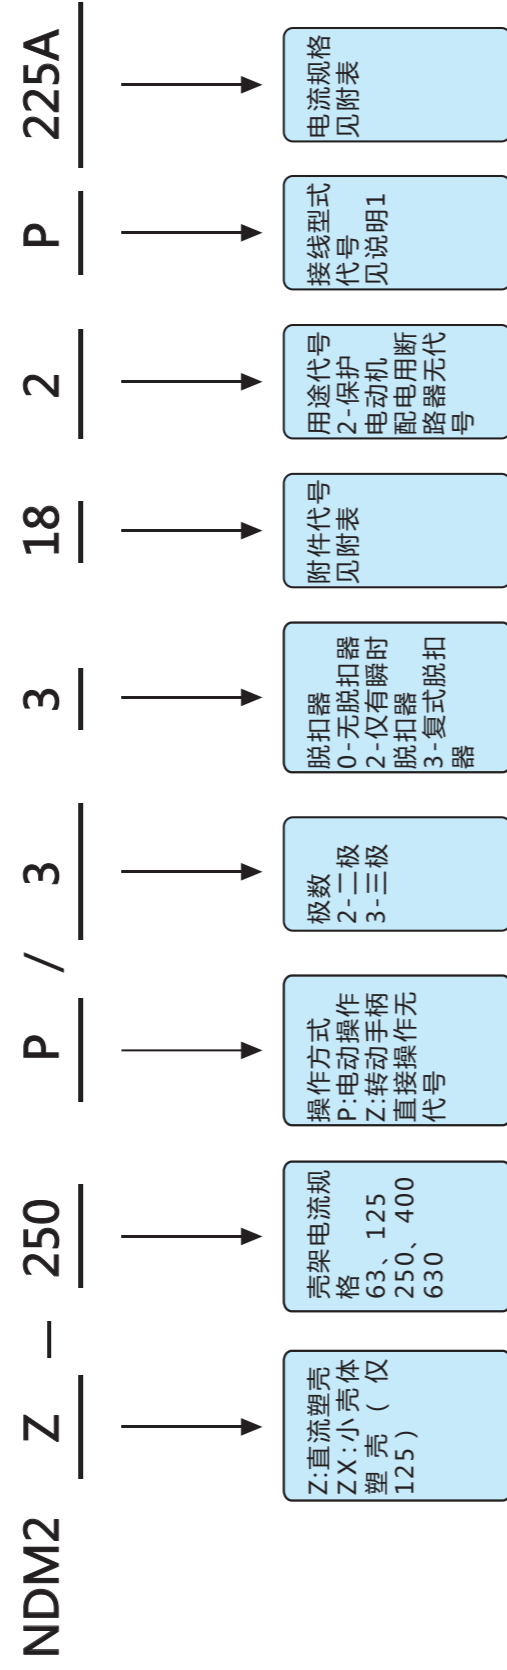 NDM2 Z — 250 P / 3 3 18 2 P 225A
Z:直流塑壳
ZX:小壳体
塑壳（仅
125）
壳架电流规
格
63、125
250、400
630
操作方式
P:电动操作
Z:转动手柄
直接操作无
代号
极数
2-二极
3-三极
脱扣器
0-无脱扣器
2-仅有瞬时
脱扣器
3-复式脱扣
器
附件代号
见附表
用途代号
2-保护
电动机
配电用断
路器无代
号
接线型式
代号
见说明1
电流规格
见附表